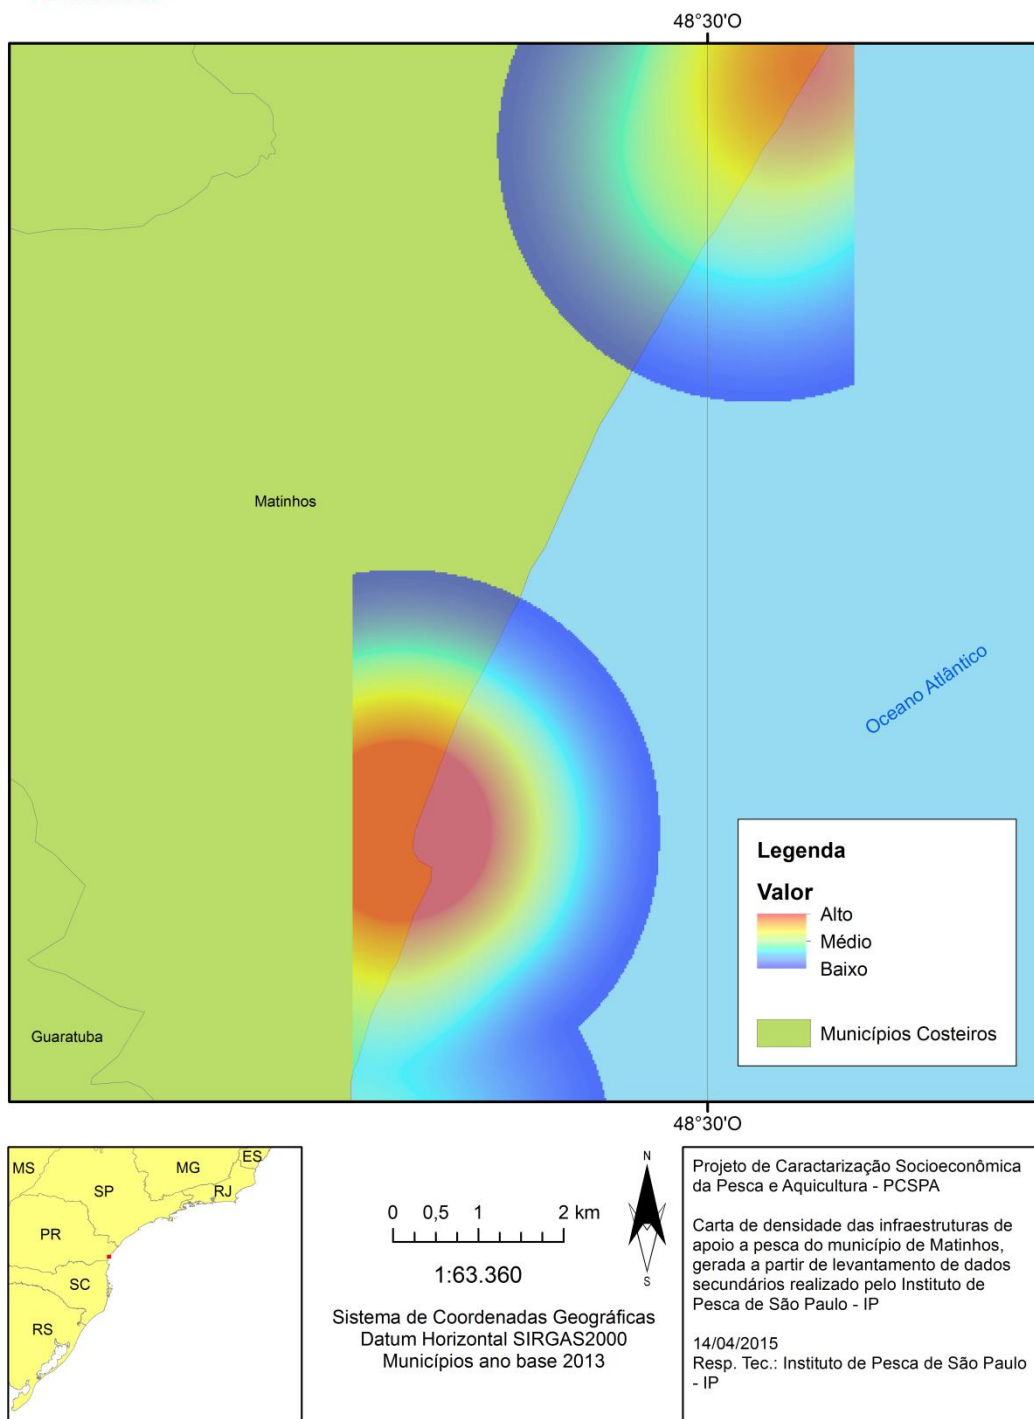 48°30'O
Matinhos
Oceano Atlântico
Guaratuba
Legenda
Valor
Alto
Médio
Baixo
Municípios Costeiros
48°30'O
MS
MG
ES
SP
RJ
PR
SC
RS
0 0,5 1 2 km
1:63.360
Sistema de Coordenadas Geográficas
Datum Horizontal SIRGAS2000
Municípios ano base 2013
N
S
Projeto de Caractarização Socioeconômica
da Pesca e Aquicultura - PCSPA
Carta de densidade das infraestruturas de
apoio a pesca do município de Matinhos,
gerada a partir de levantamento de dados
secundários realizado pelo Instituto de
Pesca de São Paulo - IP
14/04/2015
Resp. Tec.: Instituto de Pesca de São Paulo
- IP